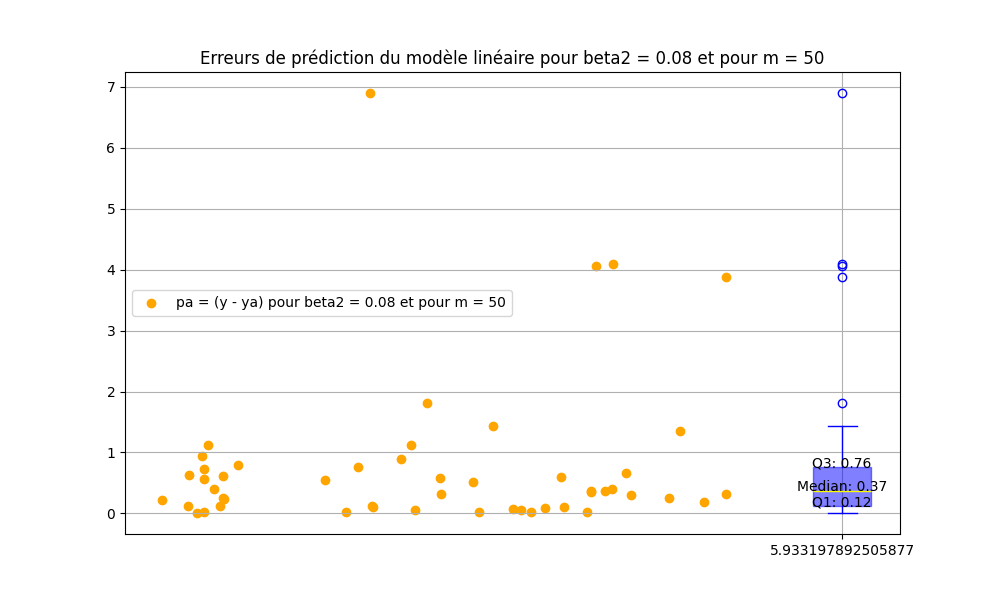 Erreurs de prédiction du modèle linéaire pour beta2 = 0.08 et pour m = 50
7
6
5
4
pa = (y - ya) pour beta2 = 0.08 et pour m = 50
3
2
1
Q3: 0.76
Median: 0.37
Q1: 0.12
0
5.933197892505877